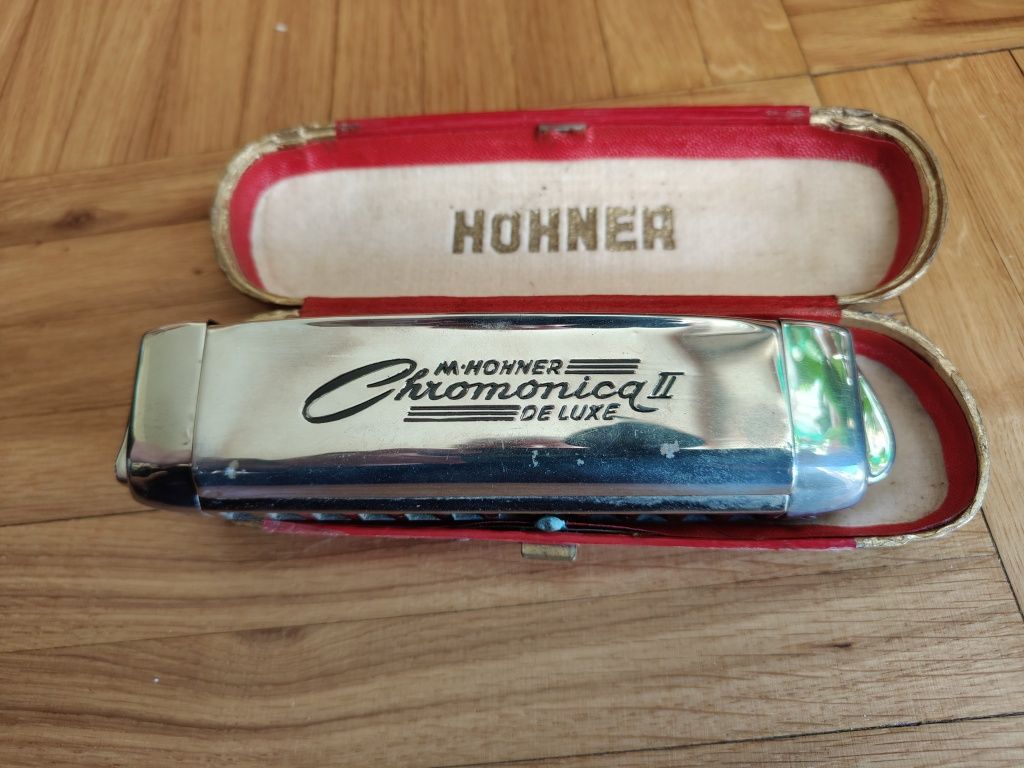 HOHNER
M·HOHNER
Chromonica II
DE LUXE